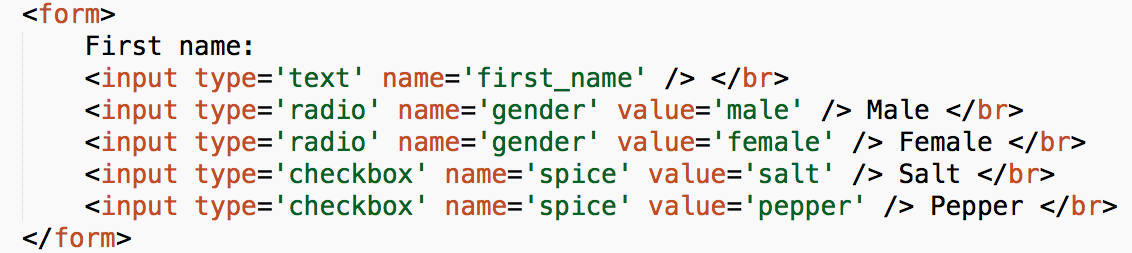 <form>
First name:
<input type='text' name='first_name' /> </br>
<input type='radio' name='gender' value='male' /> Male </br>
<input type='radio' name='gender' value='female' /> Female </br>
<input type='checkbox' name='spice' value='salt' /> Salt </br>
<input type='checkbox' name='spice' value='pepper' /> Pepper </br>
</form>